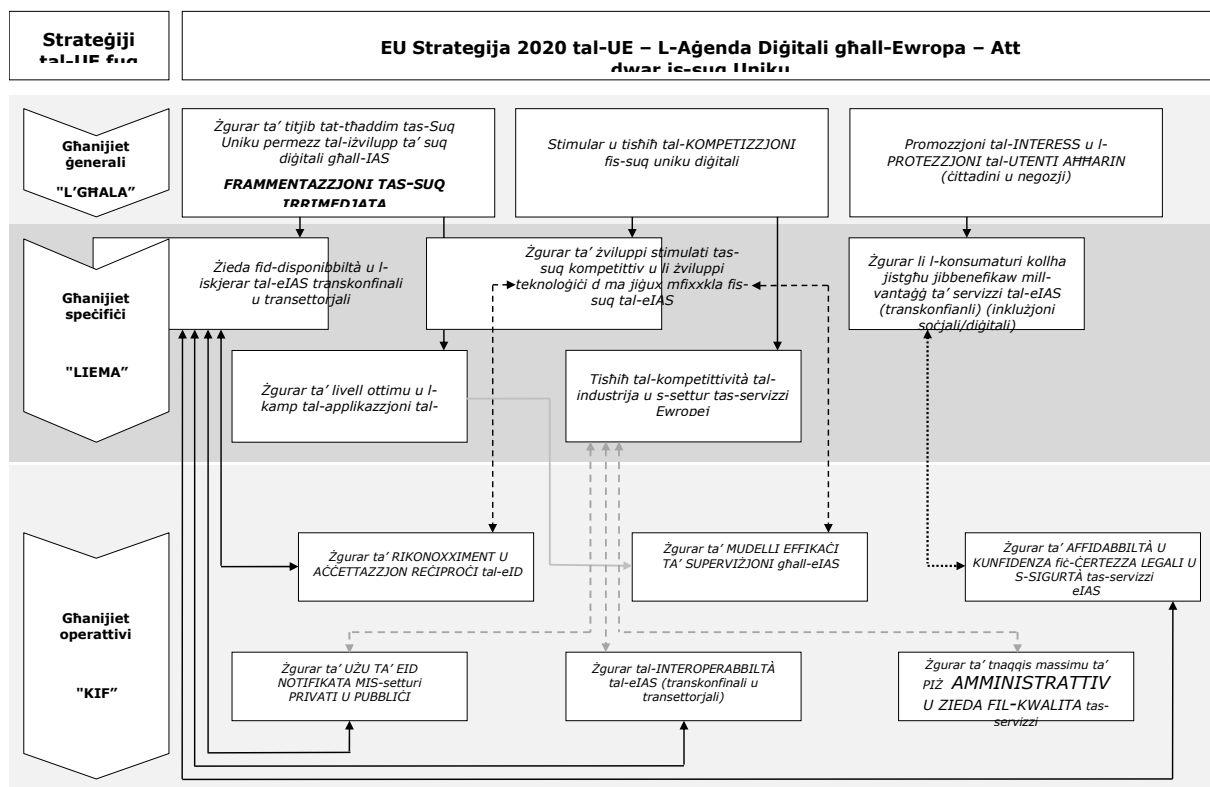 Strateġiji
tal-UE fuq
EU Strategija 2020 tal-UE – L-Aġenda Diġitali għall-Ewropa – Att
dwar is-suq Uniku
Għanijiet
ġenerali
"L'GĦALA"
Żgurar ta' titjib tat-tħaddim tas-Suq
Uniku permezz tal-iżvilupp ta' suq
diġitali għall-IAS
FRAMMENTAZZJONI TAS-SUQ
IRRIMEDJATA
Stimular u tisħiħ tal-KOMPETIZZJONI
fis-suq uniku diġitali
Promozzjoni tal-INTERESS u l-
PROTEZZJONI tal-UTENTI AĦĦARIN
(ċittadini u negozji)
Għanijiet
speċifiċi
"LIEMA"
Żieda fid-disponibbiltà u l-
iskjerar tal-eIAS transkonfinali
u transettorjali
Żgurar ta' żviluppi stimulati tas-
suq kompetittiv u li żviluppi
teknoloġiċi d ma jiġux mfixxkla fis-
suq tal-eIAS
Żgurar li l-konsumaturi kollha
jistgħu jibbenefikaw mill-
vantaġġ ta' servizzi tal-eIAS
(transkonfianli) (inklużjoni
soċjali/diġitali)
Żgurar ta' livell ottimu u l-
kamp tal-applikazzjoni tal-
Tisħiħ tal-kompetittività tal-
industrija u s-settur tas-servizzi
Ewropej
Għanijiet
operattivi
"KIF"
Żgurar ta' RIKONOXXIMENT U
AĊĊETTAZZJON REĊIPROĊI tal-eID
Żgurar ta' MUDELLI EFFIKAĊI
TA' SUPERVIŻJONI għall-eIAS
Żgurar ta' AFFIDABBILTÀ U
KUNFIDENZA fiċ-ĊERTEZZA LEGALI U
S-SIGURTÀ tas-servizzi
eIAS
Żgurar ta' UŻU TA' EID
NOTIFIKATA MIS-setturi
PRIVATI U PUBBLIĊI
Żgurar tal-INTEROPERABBILTÀ
tal-eIAS (transkonfinali u
transettorjali)
Żgurar ta' tnaqqis massimu ta'
PIŻ AMMINISTRATTIV
U ZIEDA FIL-KWALITA tas-
servizzi